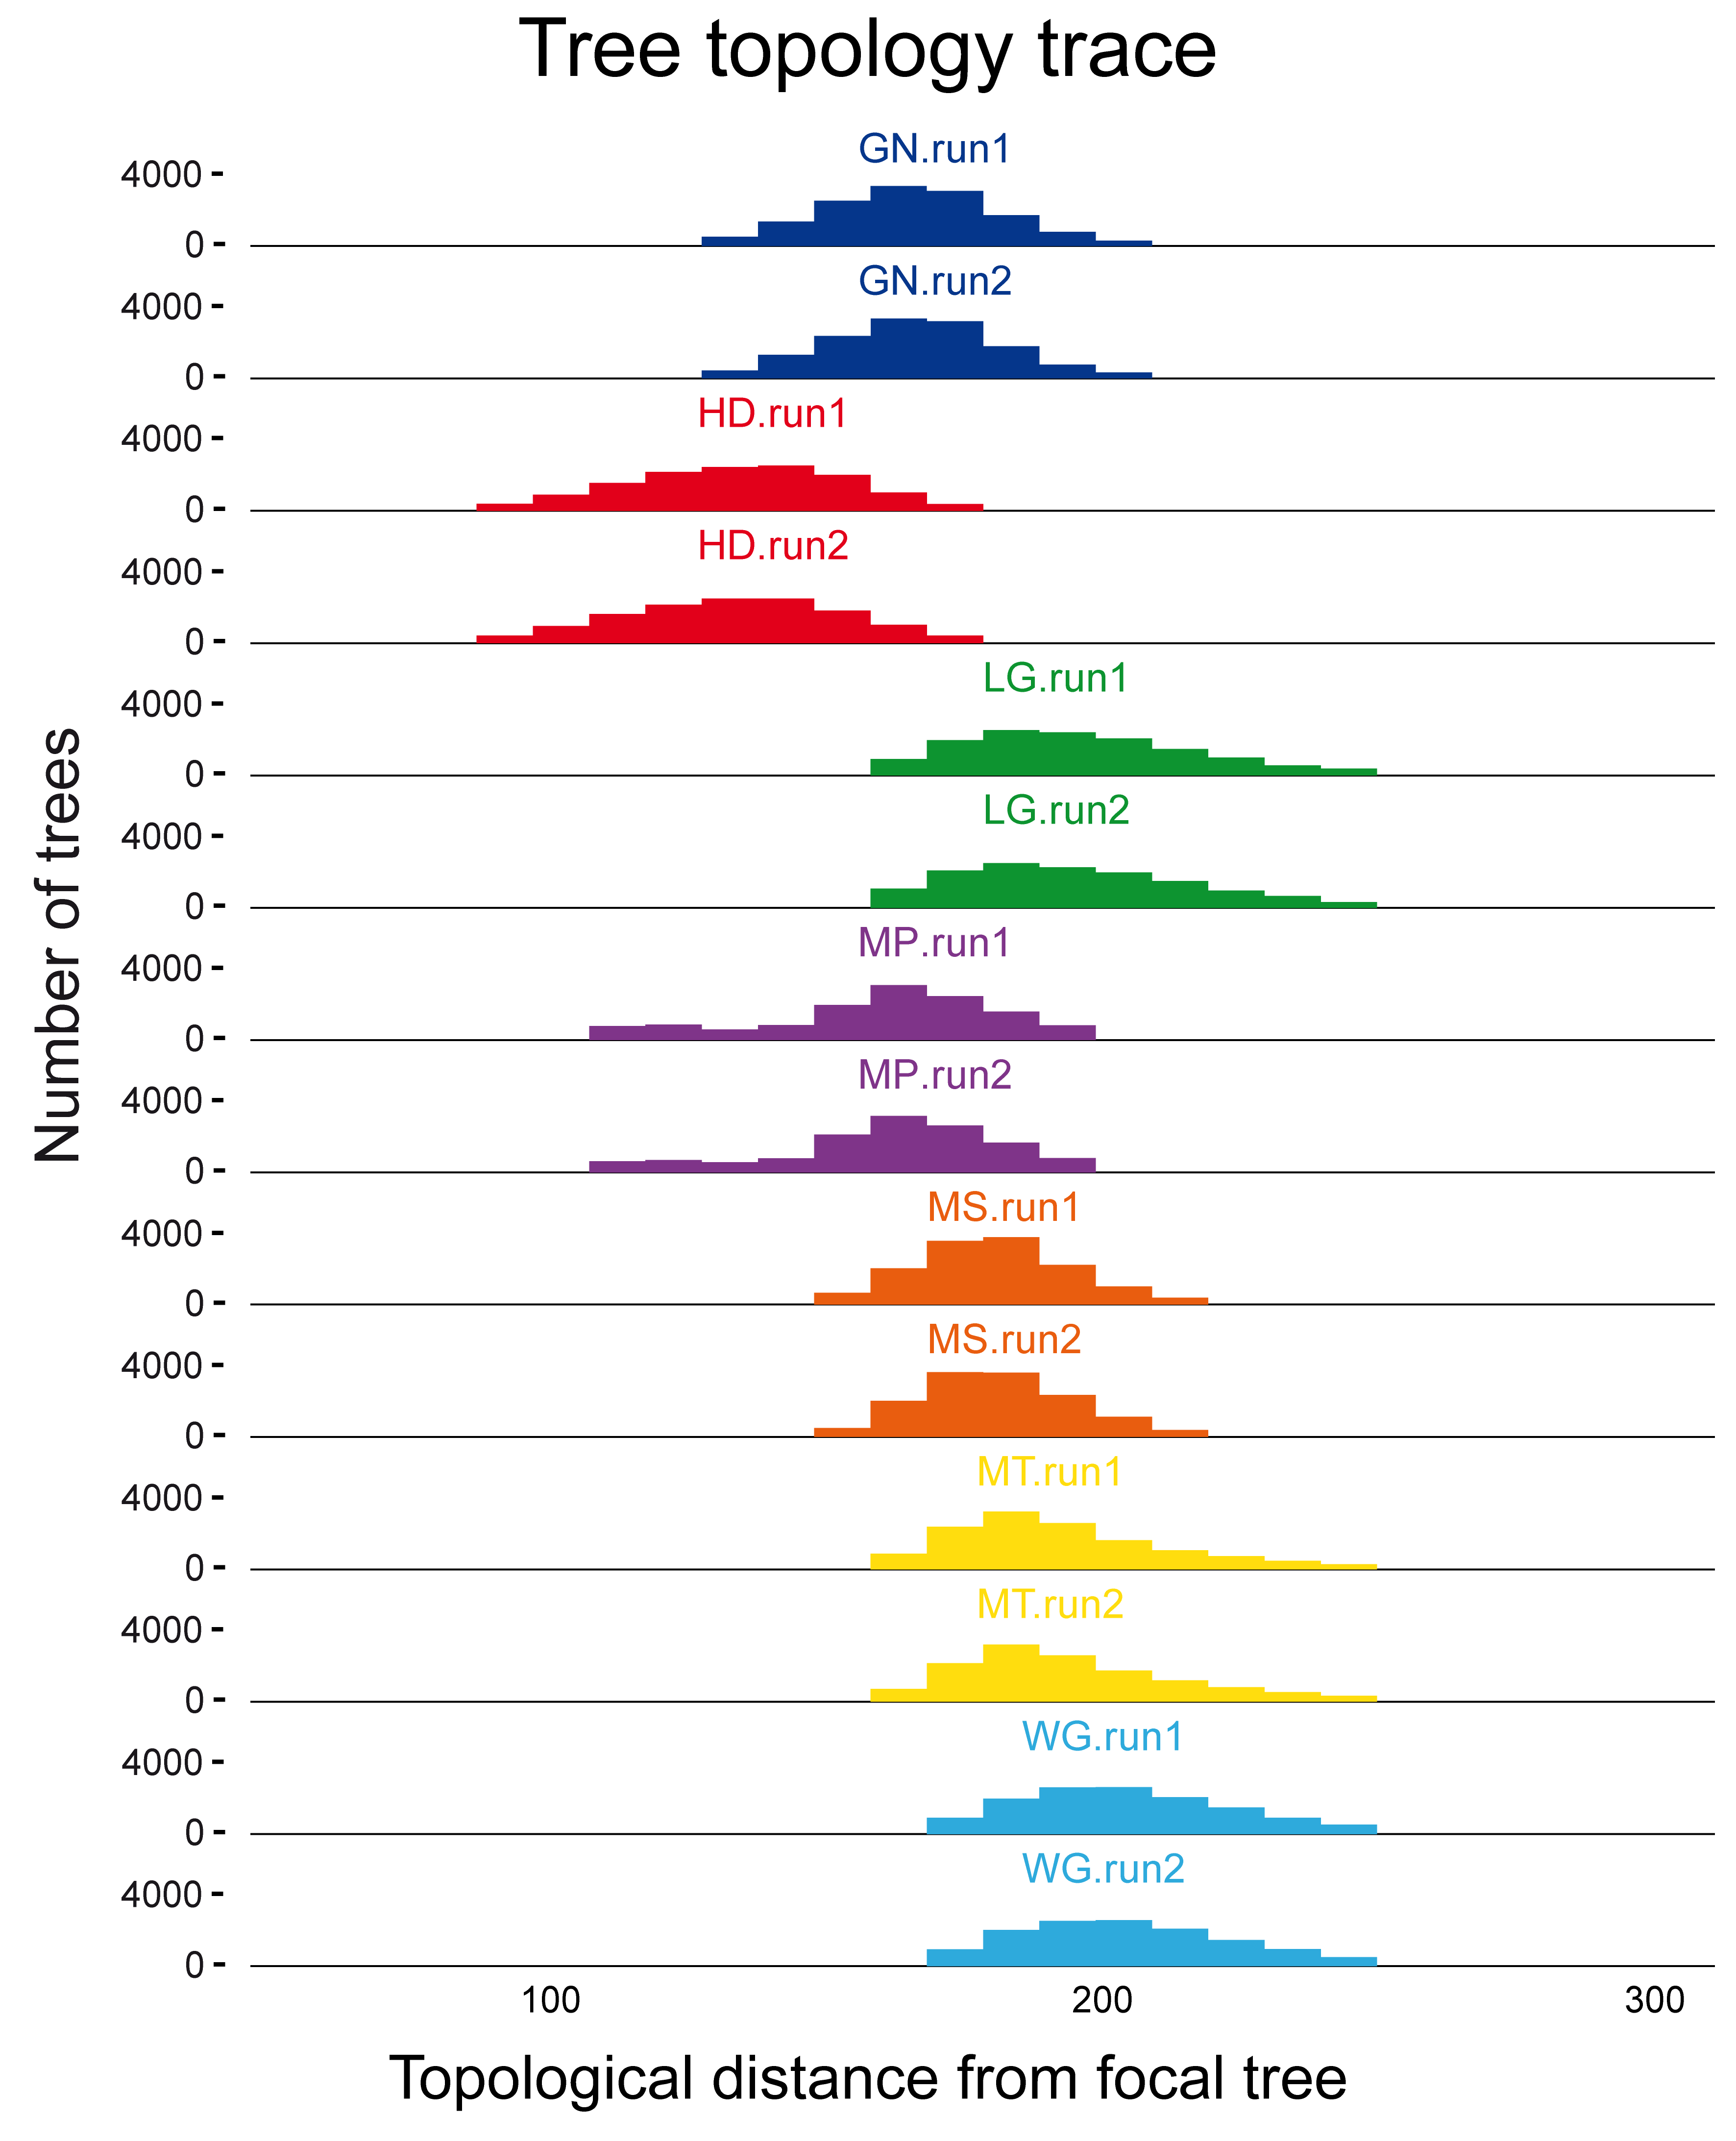 Tree topology trace
GN.run1
4000
0
GN.run2
4000
0
HD.run1
4000
0
HD.run2
4000
0
LG.run1
4000
0
LG.run2
4000
0
MP.run1
4000
0
MP.run2
4000
0
MS.run1
4000
0
MS.run2
4000
0
MT.run1
4000
0
MT.run2
4000
0
WG.run1
4000
0
WG.run2
4000
0
Number of trees
100 200 300
Topological distance from focal tree